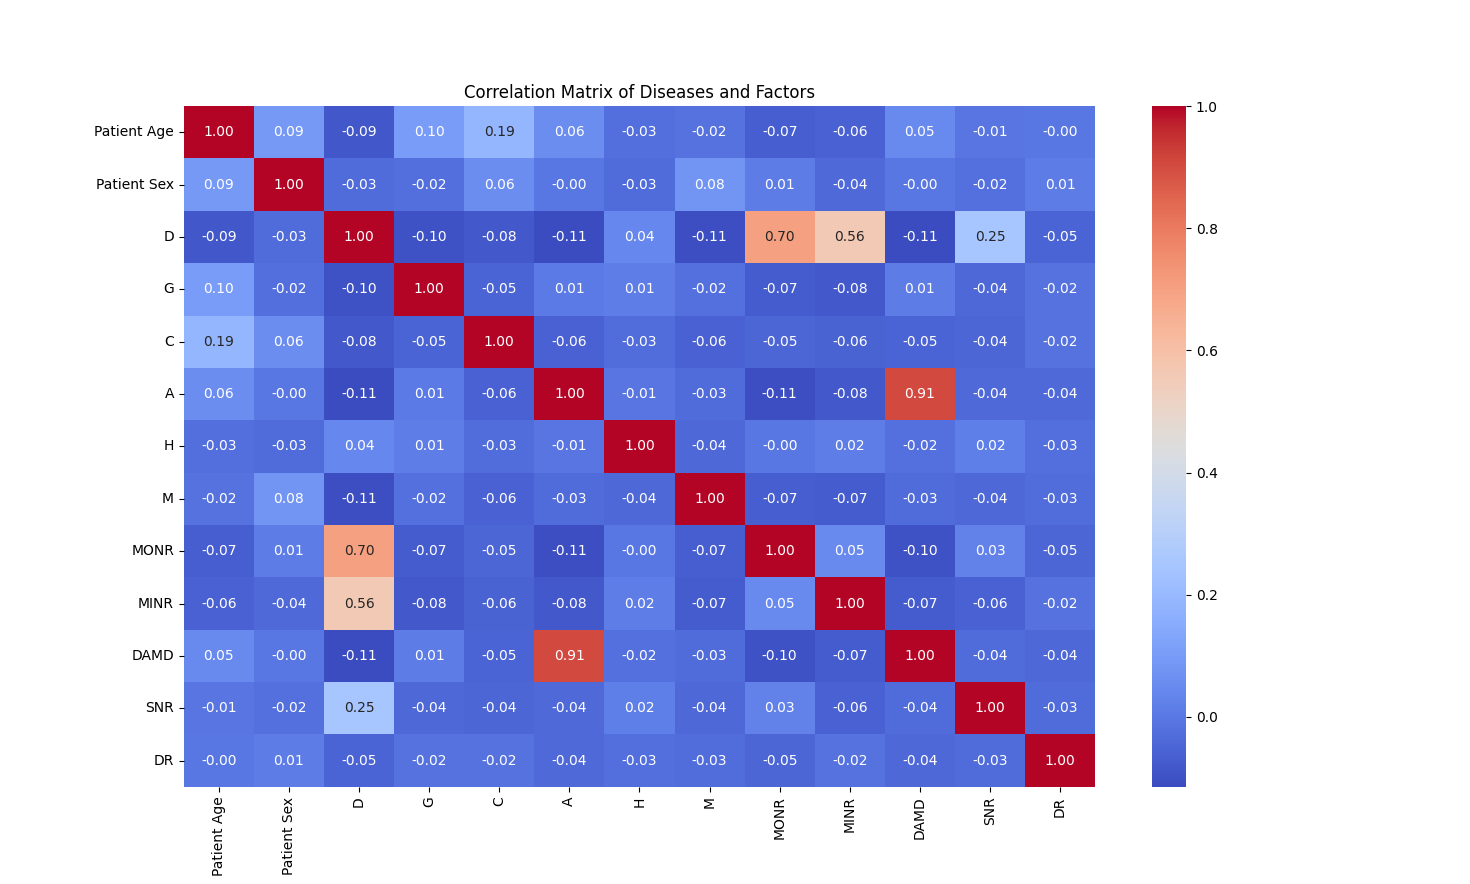 Correlation Matrix of Diseases and Factors
Patient Age 1.00 0.09 -0.09 0.10 0.19 0.06 -0.03 -0.02 -0.07 -0.06 0.05 -0.01 -0.00
Patient Sex 0.09 1.00 -0.03 -0.02 0.06 -0.00 -0.03 0.08 0.01 -0.04 -0.00 -0.02 0.01
D -0.09 -0.03 1.00 -0.10 -0.08 -0.11 0.04 -0.11 0.70 0.56 -0.11 0.25 -0.05
G 0.10 -0.02 -0.10 1.00 -0.05 0.01 0.01 -0.02 -0.07 -0.08 0.01 -0.04 -0.02
C 0.19 0.06 -0.08 -0.05 1.00 -0.06 -0.03 -0.06 -0.05 -0.06 -0.05 -0.04 -0.02
A 0.06 -0.00 -0.11 0.01 -0.06 1.00 -0.01 -0.03 -0.11 -0.08 0.91 -0.04 -0.04
H -0.03 -0.03 0.04 0.01 -0.03 -0.01 1.00 -0.04 -0.00 0.02 -0.02 0.02 -0.03
M -0.02 0.08 -0.11 -0.02 -0.06 -0.03 -0.04 1.00 -0.07 -0.07 -0.03 -0.04 -0.03
MONR -0.07 0.01 0.70 -0.07 -0.05 -0.11 -0.00 -0.07 1.00 0.05 -0.10 0.03 -0.05
MINR -0.06 -0.04 0.56 -0.08 -0.06 -0.08 0.02 -0.07 0.05 1.00 -0.07 -0.06 -0.02
DAMD 0.05 -0.00 -0.11 0.01 -0.05 0.91 -0.02 -0.03 -0.10 -0.07 1.00 -0.04 -0.04
SNR -0.01 -0.02 0.25 -0.04 -0.04 -0.04 0.02 -0.04 0.03 -0.06 -0.04 1.00 -0.03
DR -0.00 0.01 -0.05 -0.02 -0.02 -0.04 -0.03 -0.03 -0.05 -0.02 -0.04 -0.03 1.00
Patient Age Patient Sex D G C A H M MONR MINR DAMD SNR DR
1.0
0.8
0.6
0.4
0.2
0.0